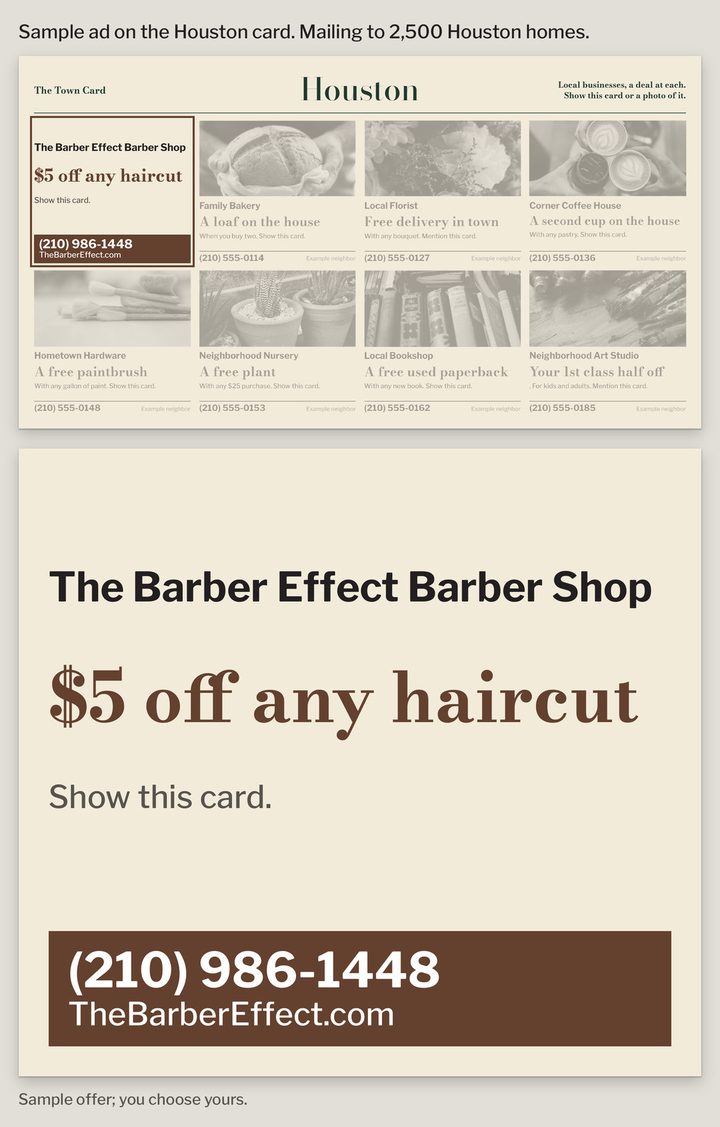 Sample ad on the Houston card. Mailing to 2,500 Houston homes.
The Town Card
Houston
Local businesses, a deal at each.
Show this card or a photo of it.
The Barber Effect Barber Shop
$5 off any haircut
Show this card.
(210) 986-1448
TheBarberEffect.com
Family Bakery
A loaf on the house
When you buy two. Show this card.
(210) 555-0114
Example neighbor
Local Florist
Free delivery in town
With any bouquet. Mention this card.
(210) 555-0127
Example neighbor
Corner Coffee House
A second cup on the house
With any pastry. Show this card.
(210) 555-0136
Example neighbor
Hometown Hardware
A free paintbrush
With any gallon of paint. Show this card.
(210) 555-0148
Example neighbor
Neighborhood Nursery
A free plant
With any $25 purchase. Show this card.
(210) 555-0153
Example neighbor
Local Bookshop
A free used paperback
With any new book. Show this card.
(210) 555-0162
Example neighbor
Neighborhood Art Studio
Your 1st class half off
For kids and adults. Mention this card.
(210) 555-0185
Example neighbor
The Barber Effect Barber Shop
$5 off any haircut
Show this card.
(210) 986-1448
TheBarberEffect.com
Sample offer; you choose yours.